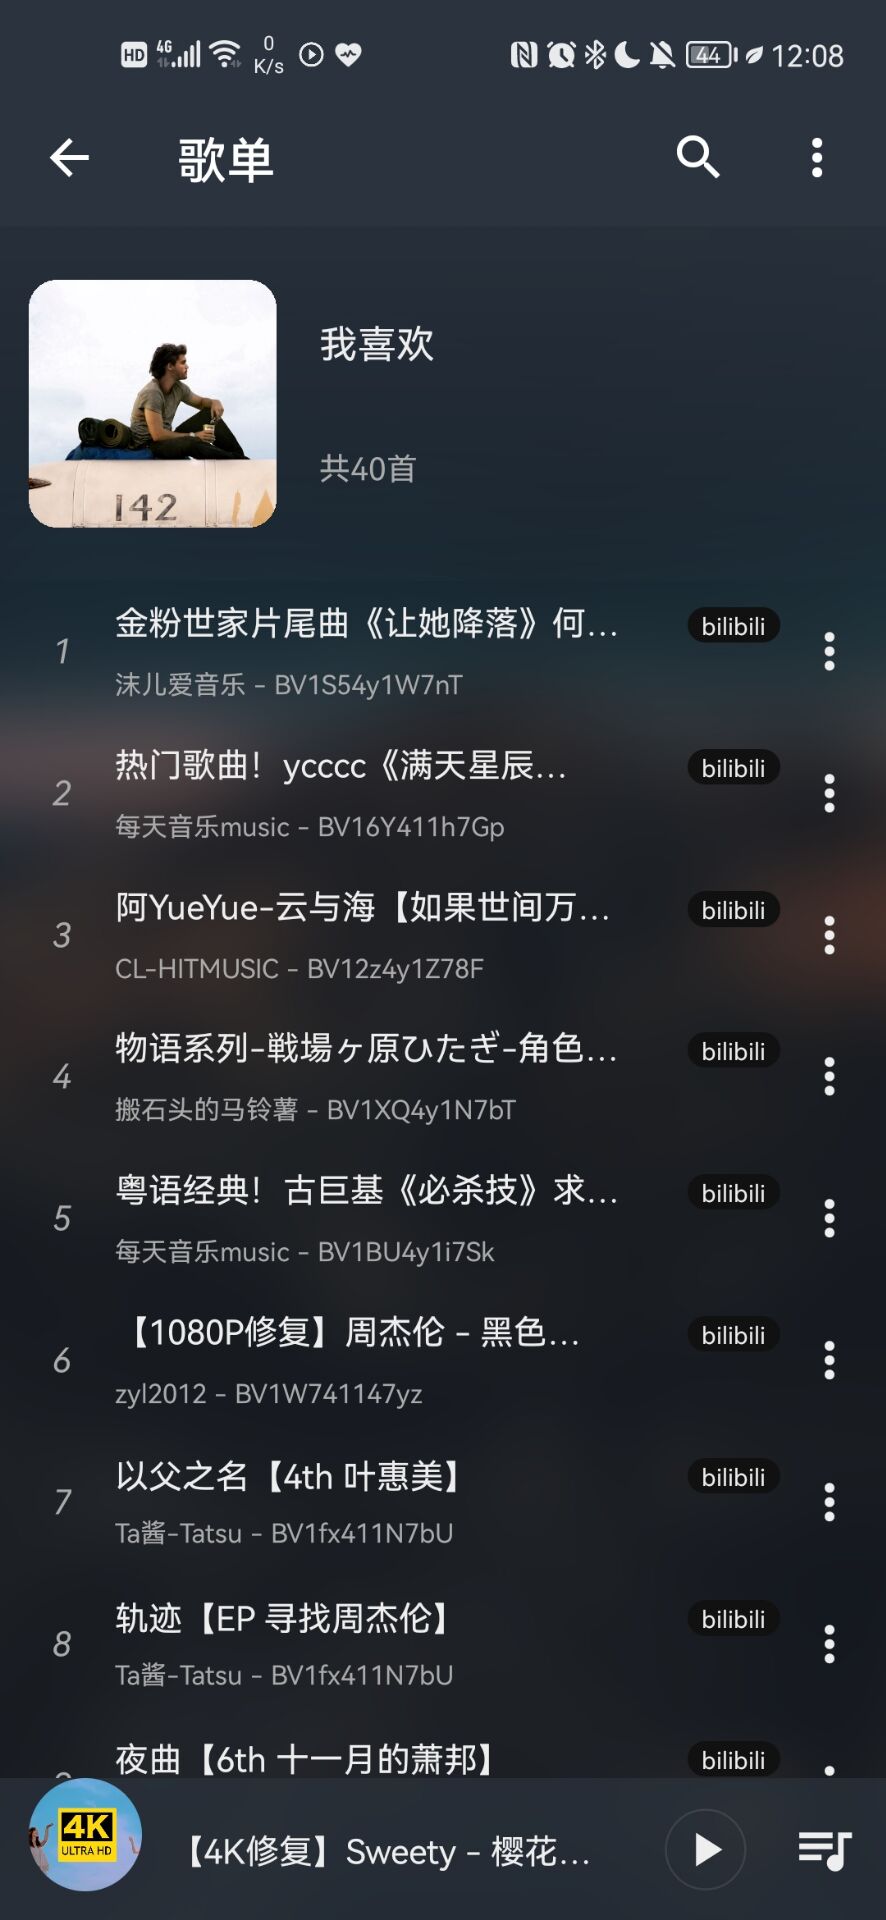 HD 4G 0 K/s 44 12:08
歌单
142
我喜欢
共40首
1
金粉世家片尾曲《让她降落》何...
bilibili
沫儿爱音乐 - BV1S54y1W7nT
2
热门歌曲！ycccc《满天星辰...
bilibili
每天音乐music - BV16Y411h7Gp
3
阿YueYue-云与海【如果世间万...
bilibili
CL-HITMUSIC - BV12z4y1Z78F
4
物语系列-戦場ヶ原ひたぎ-角色...
bilibili
搬石头的马铃薯 - BV1XQ4y1N7bT
5
粤语经典！古巨基《必杀技》求...
bilibili
每天音乐music - BV1BU4y1i7Sk
6
【1080P修复】周杰伦 - 黑色...
bilibili
zyl2012 - BV1W741147yz
7
以父之名【4th 叶惠美】
bilibili
Ta酱-Tatsu - BV1fx411N7bU
8
轨迹【EP 寻找周杰伦】
bilibili
Ta酱-Tatsu - BV1fx411N7bU
夜曲【6th 十一月的萧邦】
bilibili
4K
ULTRA HD
【4K修复】Sweety - 樱花...